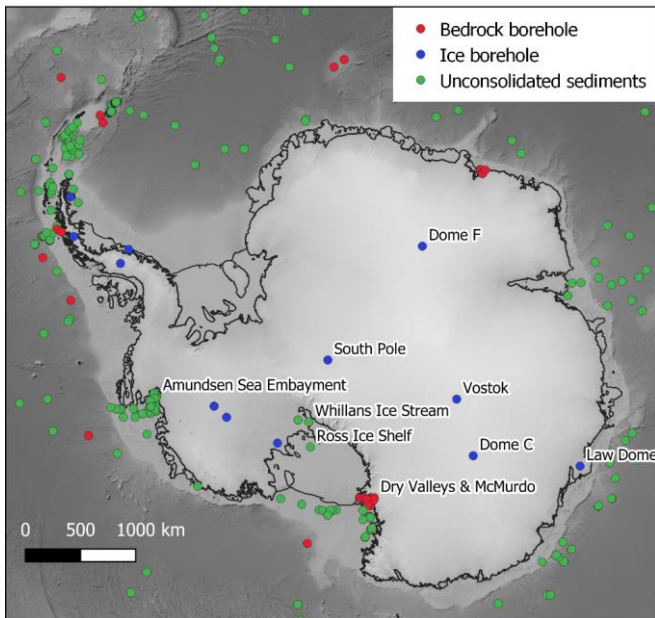 Bedrock borehole
Ice borehole
Unconsolidated sediments
Dome F
South Pole
Amundsen Sea Embayment
Vostok
Whillans Ice Stream
Ross Ice Shelf
Dome C
Law Dome
Dry Valleys & McMurdo
0 500 1000 km